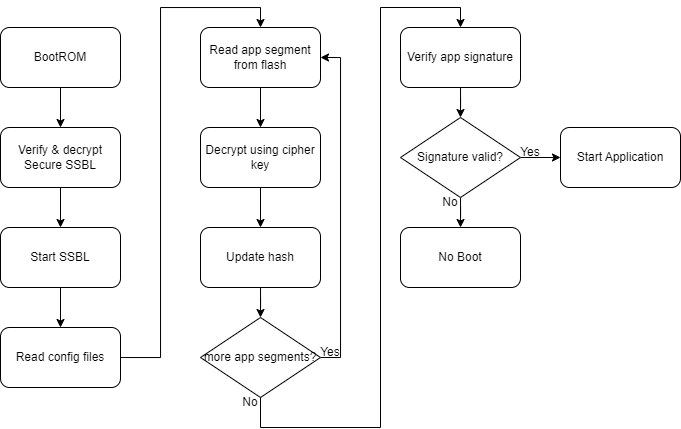 BootROM
Verify & decrypt
Secure SSBL
Start SSBL
Read config files
Read app segment
from flash
Decrypt using cipher
key
Update hash
more app segments?
Yes
No
Verify app signature
Signature valid?
Yes
No
Start Application
No Boot